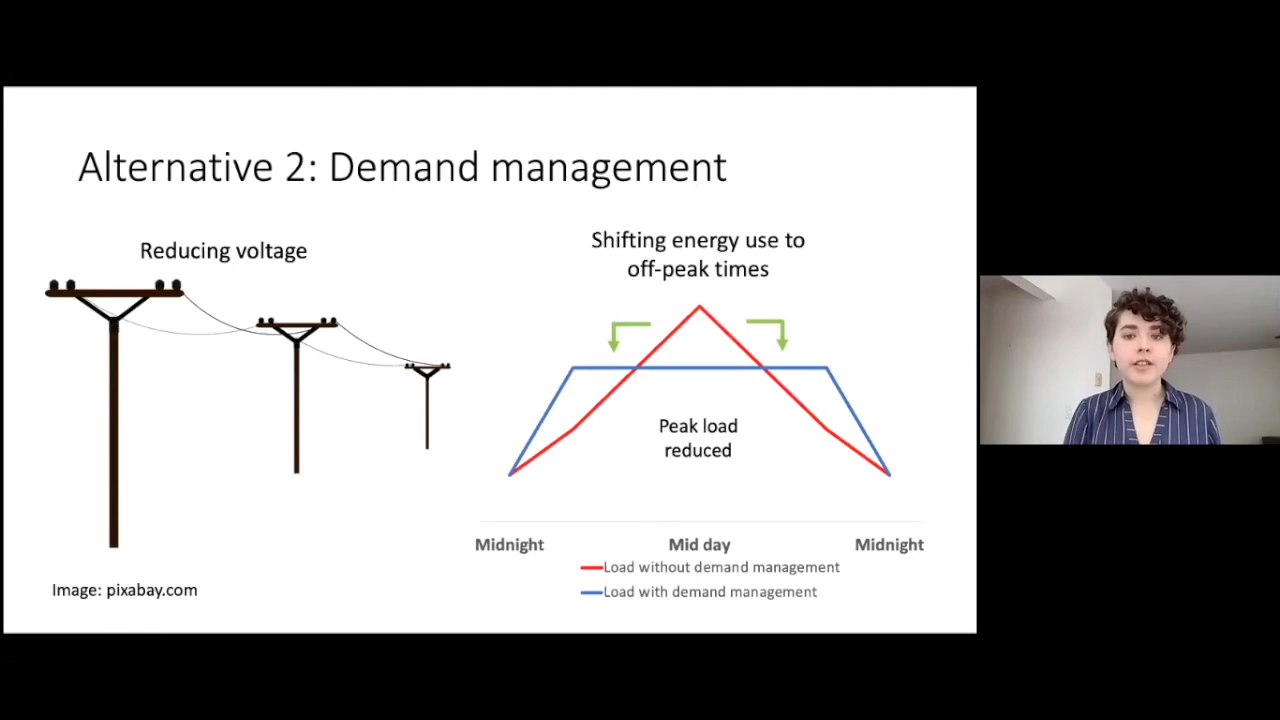 Alternative 2: Demand management
Reducing voltage
Shifting energy use to
off-peak times
Peak load
reduced
Midnight
Mid day
Midnight
Load without demand management
Load with demand management
Image: pixabay.com